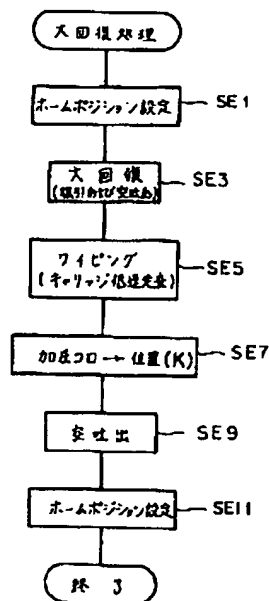 大回復処理
ホームポジション設定
SE1
大回復
(吸引および空吐出)
SE3
ワイピング
(キャリッジ低速走査)
SE5
加圧コロ→位置(K)
SE7
空吐出
SE9
ホームポジション設定
SE11
終了